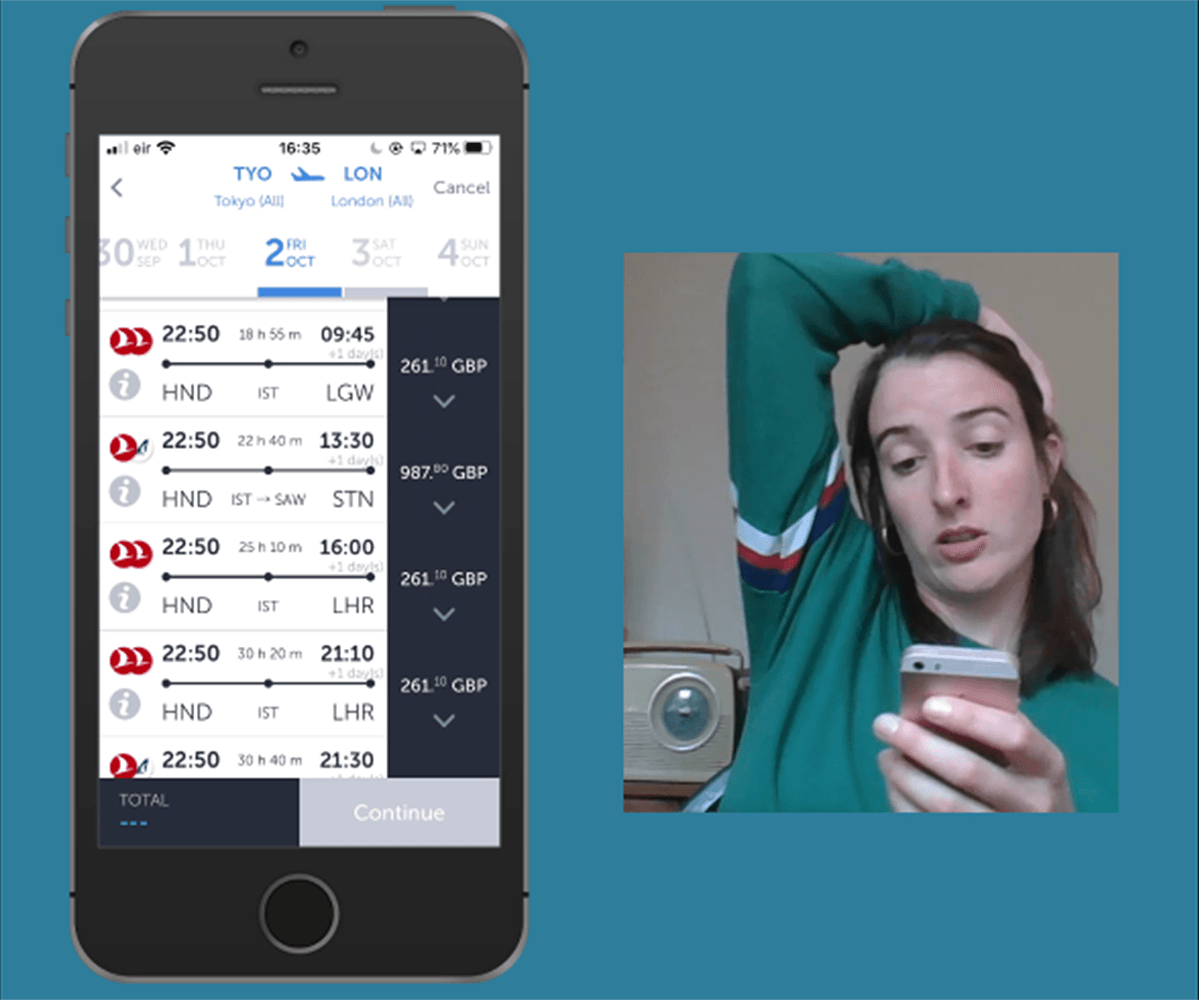 eir 16:35 71%
TYO LON
Tokyo (All) London (All) Cancel
30 WED SEP 1 THU OCT 2 FRI OCT 3 SAT OCT 4 SUN OCT
22:50 18 h 55 m 09:45
+1 day(s)
261.10 GBP
HND IST LGW
22:50 22 h 40 m 13:30
+1 day(s)
987.80 GBP
HND IST → SAW STN
22:50 25 h 10 m 16:00
+1 day(s)
261.10 GBP
HND IST LHR
22:50 30 h 20 m 21:10
+1 day(s)
261.10 GBP
HND IST LHR
22:50 30 h 40 m 21:30
TOTAL
---
Continue